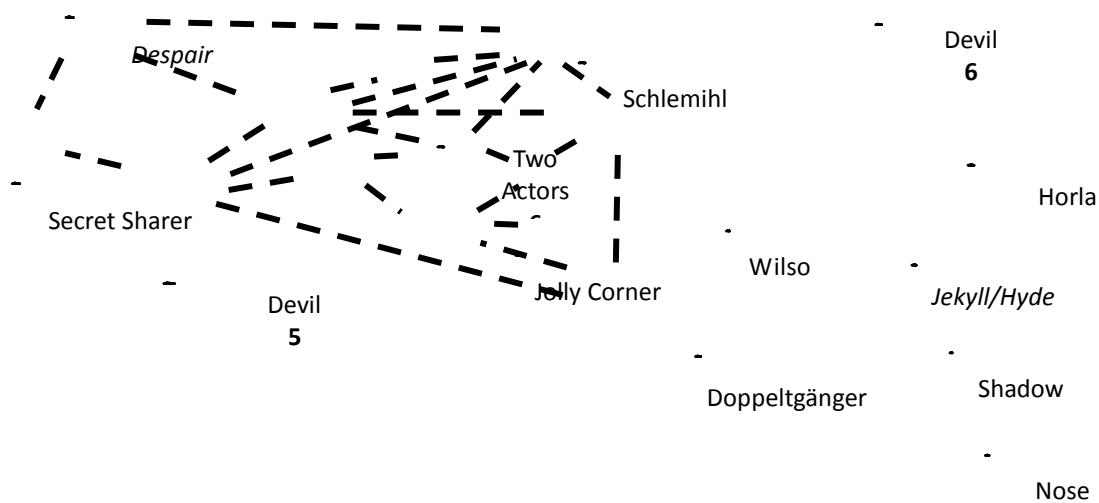 Despair
Devil
6
Schlemihl
Two
Actors
Horla
Secret Sharer
Wilso
Jolly Corner
Jekyll/Hyde
Devil
5
Doppeltgänger
Shadow
Nose